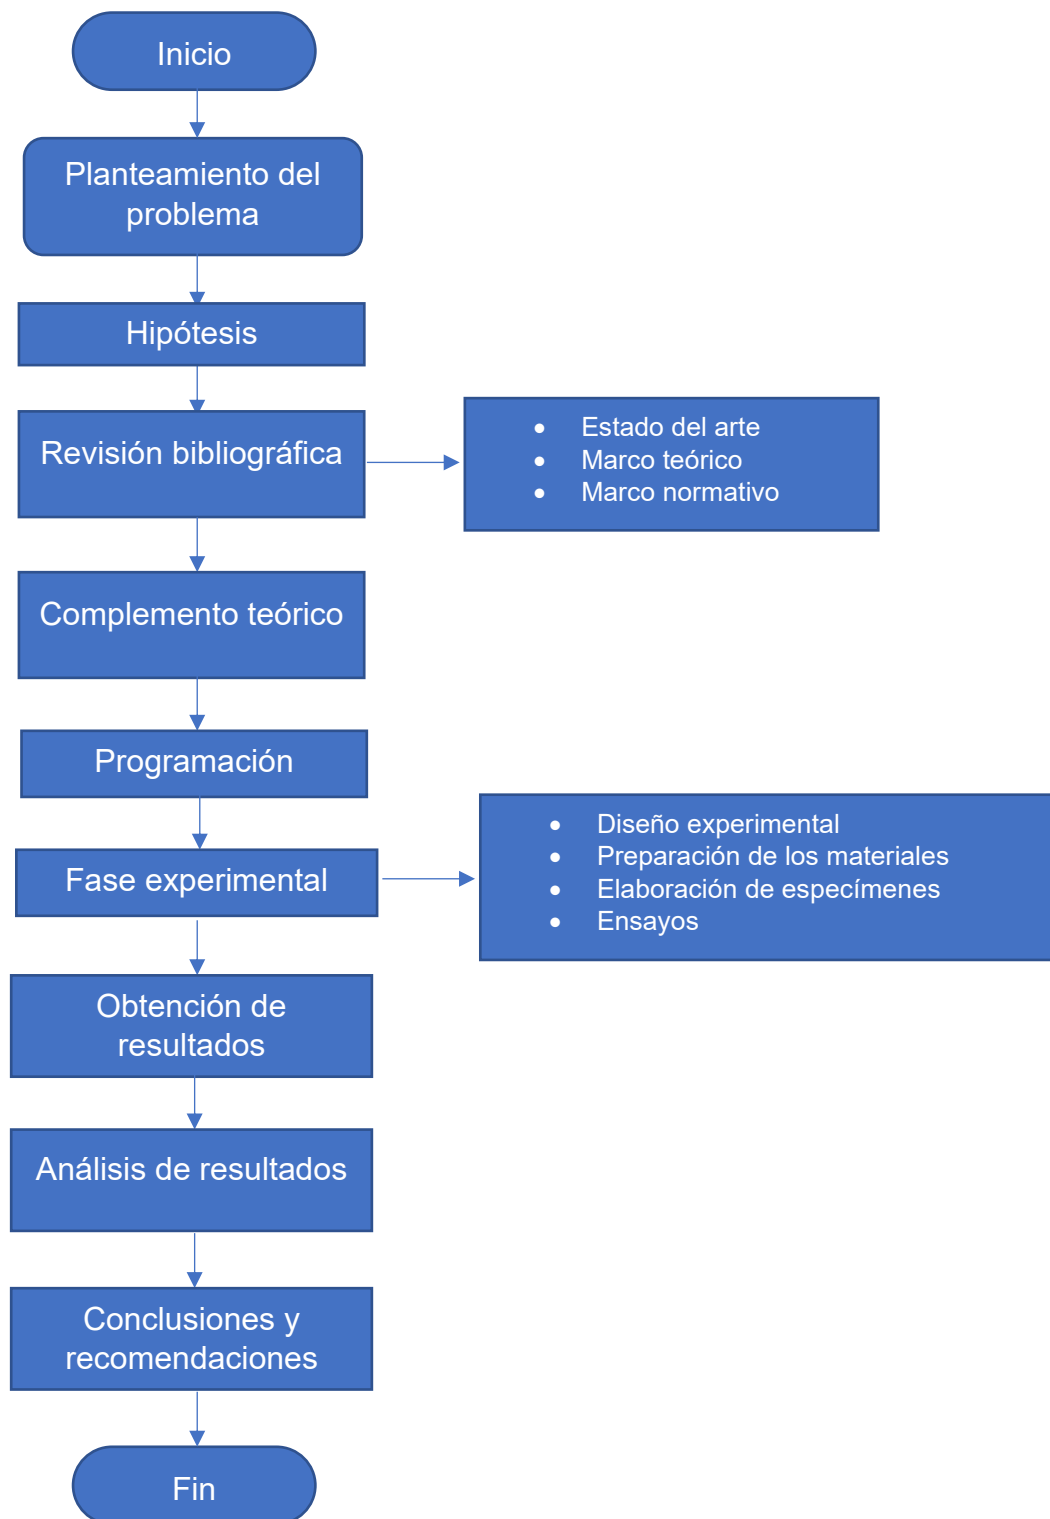 Inicio
Planteamiento del
problema
Hipótesis
Revisión bibliográfica
• Estado del arte
• Marco teórico
• Marco normativo
Complemento teórico
Programación
Fase experimental
• Diseño experimental
• Preparación de los materiales
• Elaboración de especímenes
• Ensayos
Obtención de
resultados
Análisis de resultados
Conclusiones y
recomendaciones
Fin